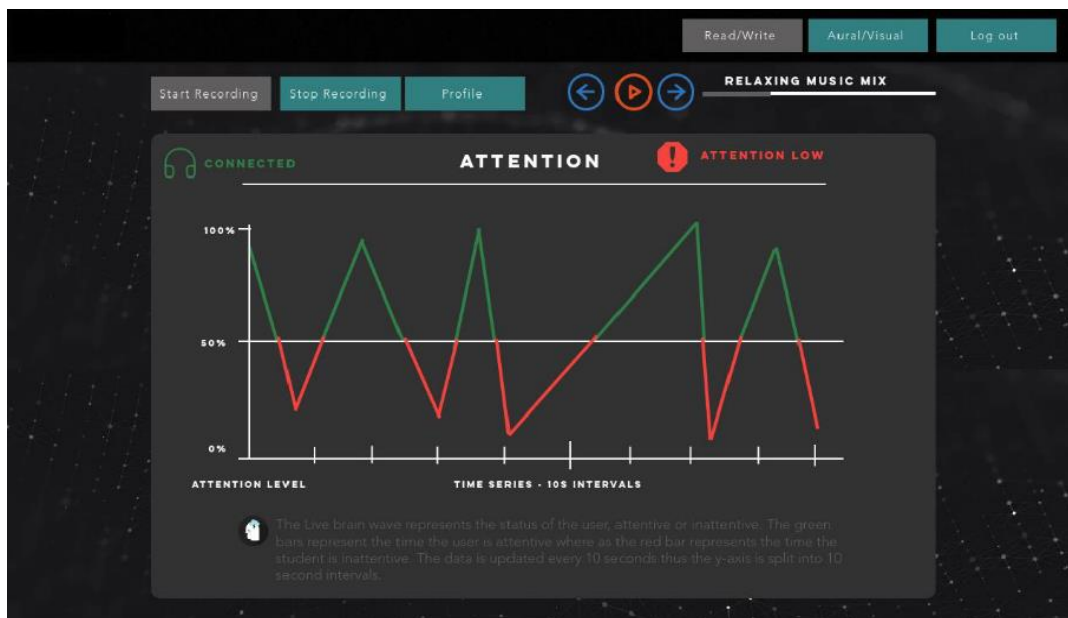 Read/Write
Aural/Visual
Log out
Start Recording
Stop Recording
Profile
RELAXING MUSIC MIX
CONNECTED
ATTENTION
! ATTENTION LOW
100%
50%
0%
ATTENTION LEVEL
TIME SERIES - 10S INTERVALS
The Live brain wave represents the status of the user, attentive or inattentive. The green
bars represent the time the user is attentive where as the red bar represents the time the
student is inattentive. The data is updated every 10 seconds thus the y-axis is split into 10
second intervals.